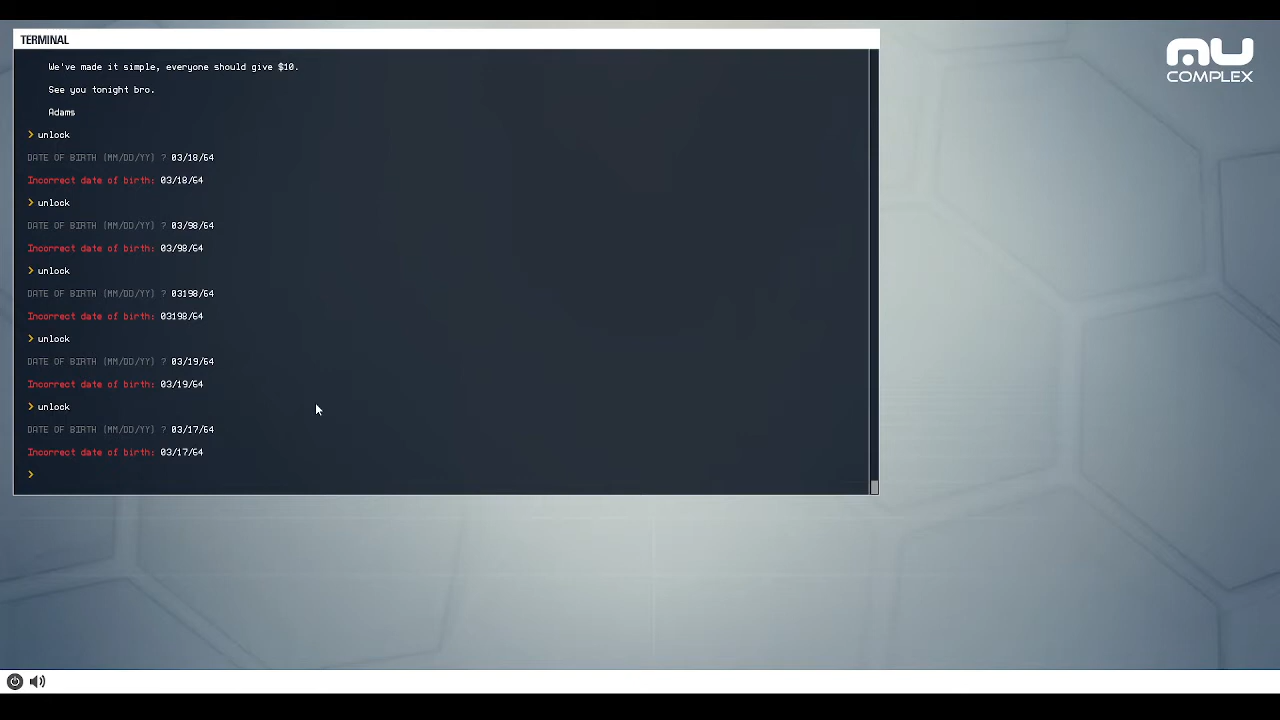 TERMINAL
We've made it simple, everyone should give $10.
See you tonight bro.
Adams
> unlock
DATE OF BIRTH (MM/DD/YY) ? 03/18/64
Incorrect date of birth: 03/18/64
> unlock
DATE OF BIRTH (MM/DD/YY) ? 03/98/64
Incorrect date of birth: 03/98/64
> unlock
DATE OF BIRTH (MM/DD/YY) ? 03198/64
Incorrect date of birth: 03198/64
> unlock
DATE OF BIRTH (MM/DD/YY) ? 03/19/64
Incorrect date of birth: 03/19/64
> unlock
DATE OF BIRTH (MM/DD/YY) ? 03/17/64
Incorrect date of birth: 03/17/64
>
MU
COMPLEX